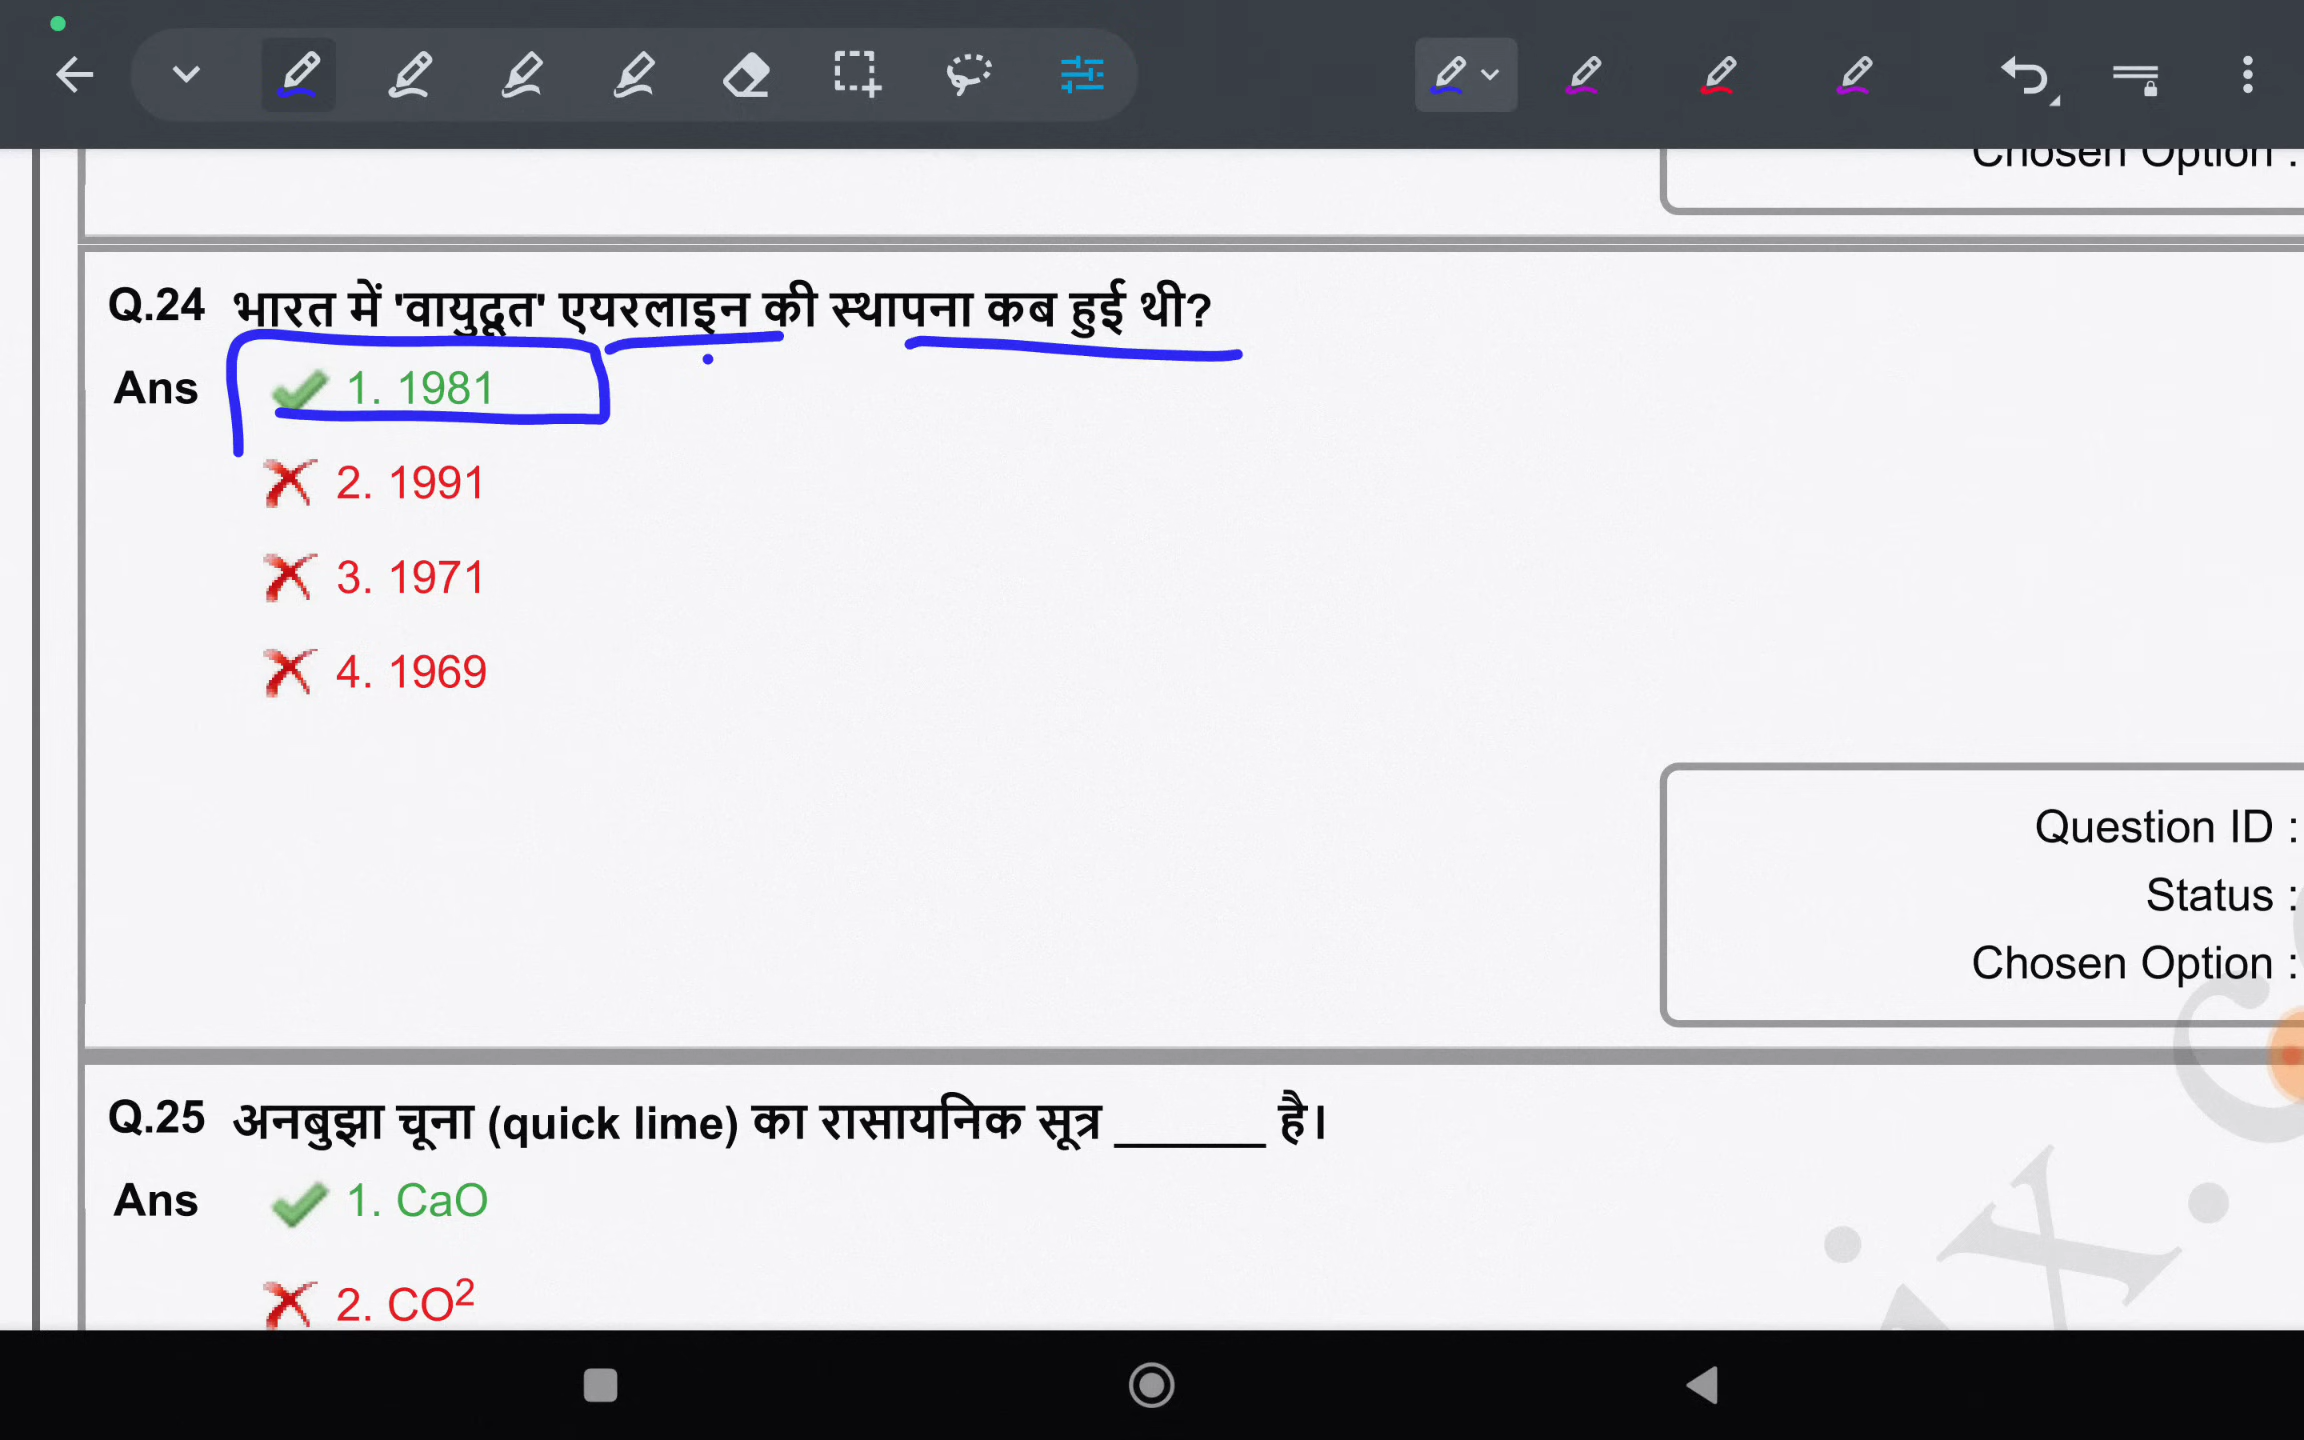 Chosen Option :
Q.24 भारत में 'वायुदूत' एयरलाइन की स्थापना कब हुई थी?
Ans 1. 1981
2. 1991
3. 1971
4. 1969
Question ID :
Status :
Chosen Option :
Q.25 अनबुझा चूना (quick lime) का रासायनिक सूत्र ______ है।
Ans 1. CaO
2. CO²